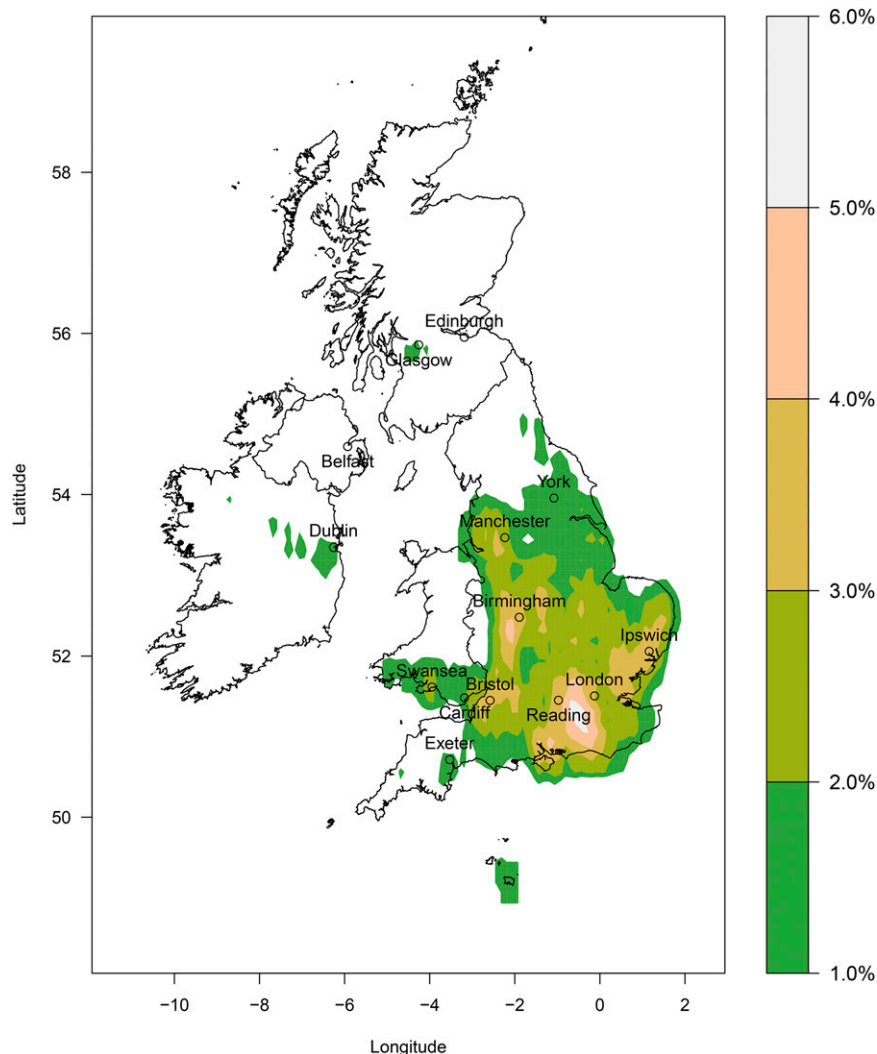 6.0%
58
5.0%
56
Edinburgh
Glasgow
4.0%
Belfast
York
54
Manchester
Dublin
3.0%
Birmingham
52
Ipswich
Swansea
London
Bristol
Cardiff
Reading
Exeter
2.0%
50
1.0%
−10
−8
−6
−4
−2
0
2
Latitude
Longitude